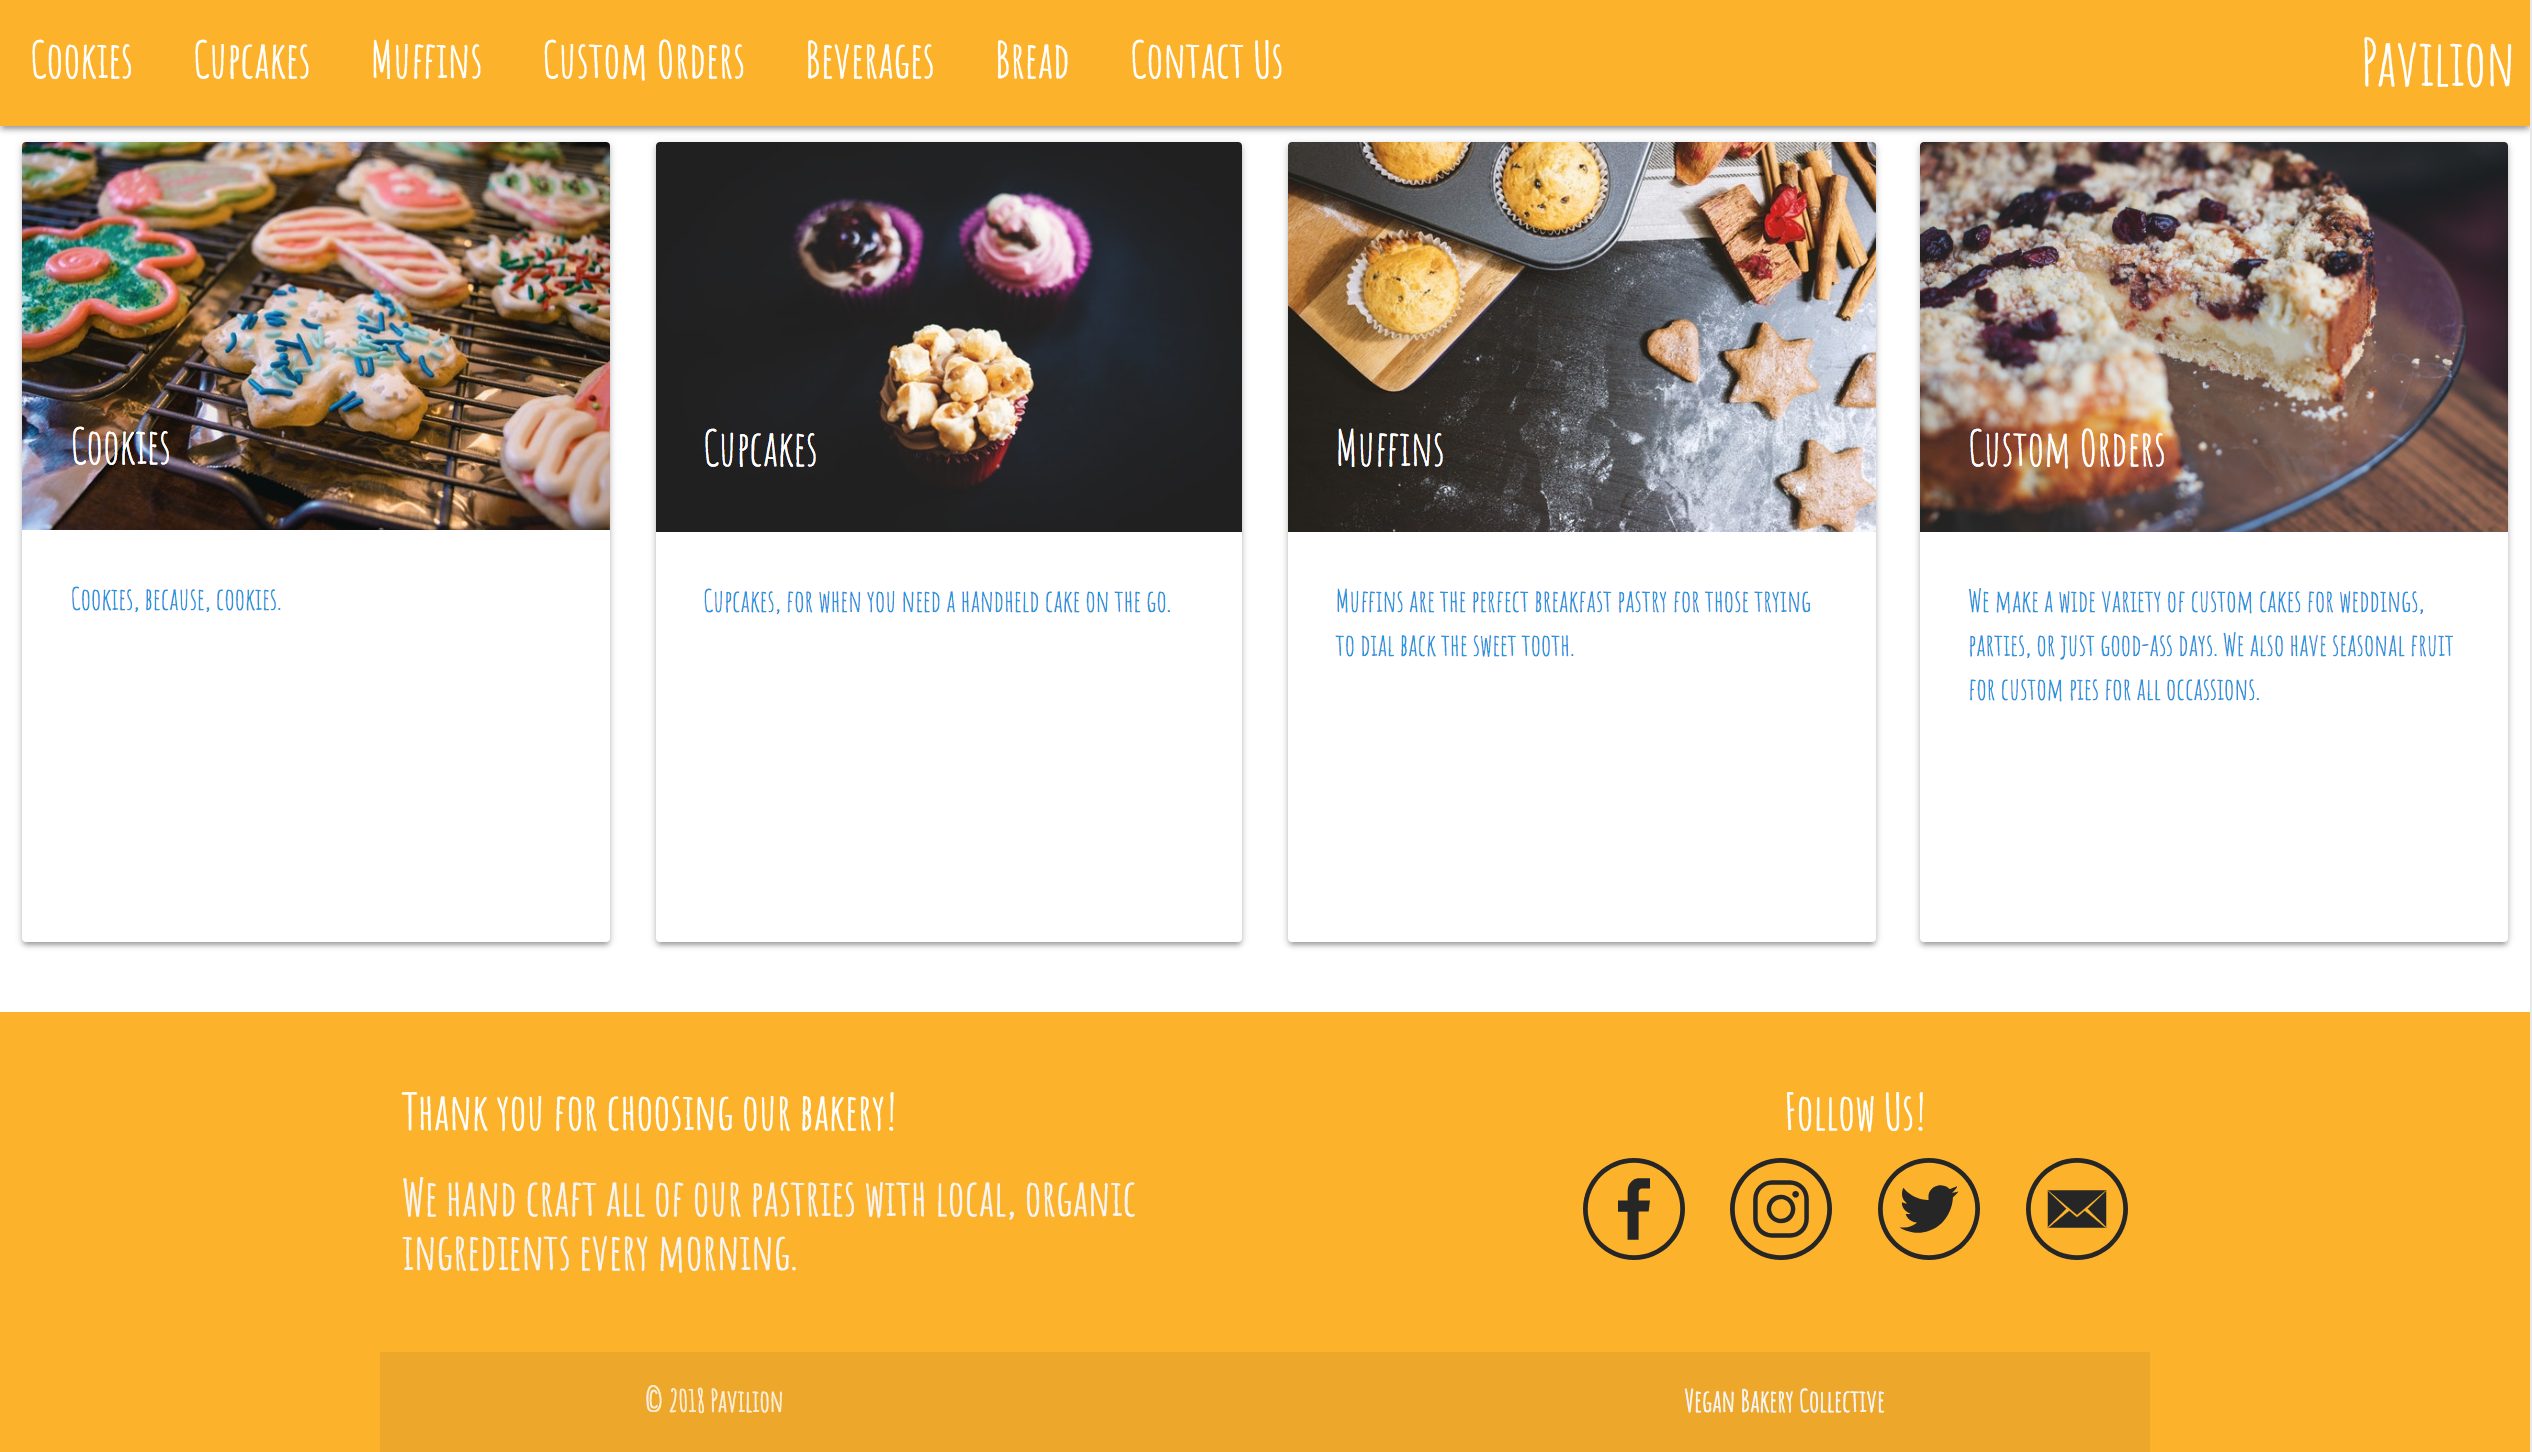 Cookies Cupcakes Muffins Custom Orders Beverages Bread Contact Us Pavilion
Cookies
Cookies, because, cookies.
Cupcakes
Cupcakes, for when you need a handheld cake on the go.
Muffins
Muffins are the perfect breakfast pastry for those trying
to dial back the sweet tooth.
Custom Orders
We make a wide variety of custom cakes for weddings,
parties, or just good-ass days. We also have seasonal fruit
for custom pies for all occassions.
Thank you for choosing our bakery!
We hand craft all of our pastries with local, organic
ingredients every morning.
Follow Us!
© 2018 Pavilion
Vegan Bakery Collective